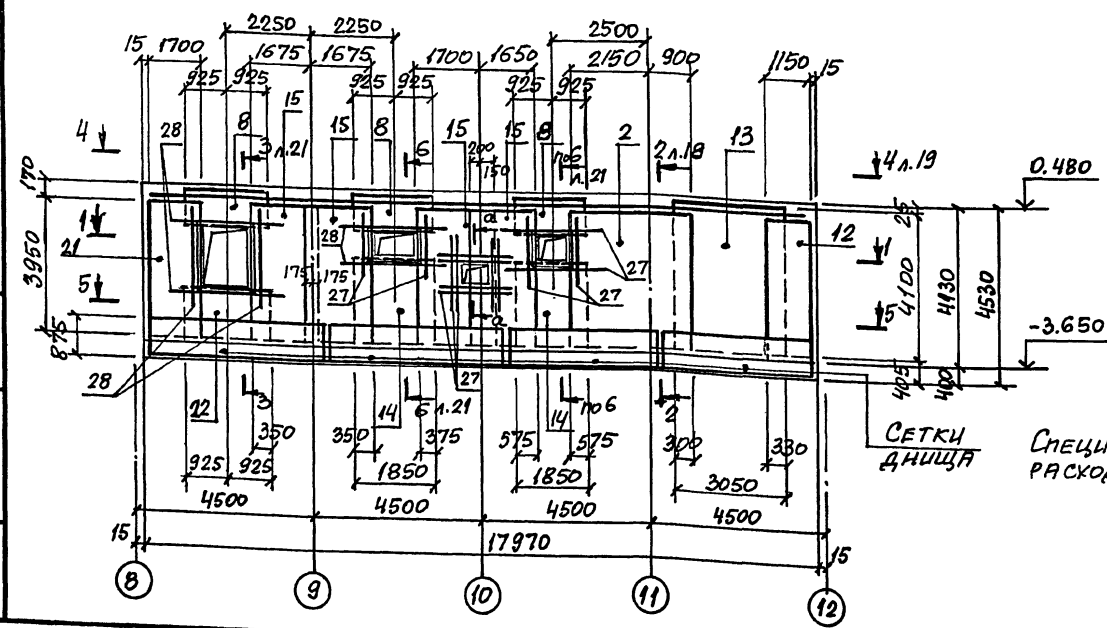 2250 2250 2500
15 1700 1675 1675 1700 1650 2150 900 1150 15
925 925 925 925 925 925
28 8 15 15 8 15 15 8 2 13
4 3 л.21 6 200 150 по6 л.21 2л.18 4л.19
0.480
170 а 25
1 1 12
21 28 27
3950 175 175 4100 4130 4530
5 27 27 5
875 а -3.650
28 27 405 400
22 3 14 6 л.21 14 по6 2
350 350 375 575 575 300 330
СЕТКИ
ДНИЩА
СПЕЦИ
РАСХОД
925 925 1850 1850 3050
4500 4500 4500 4500
15 17970 15
8 9 10 11 12